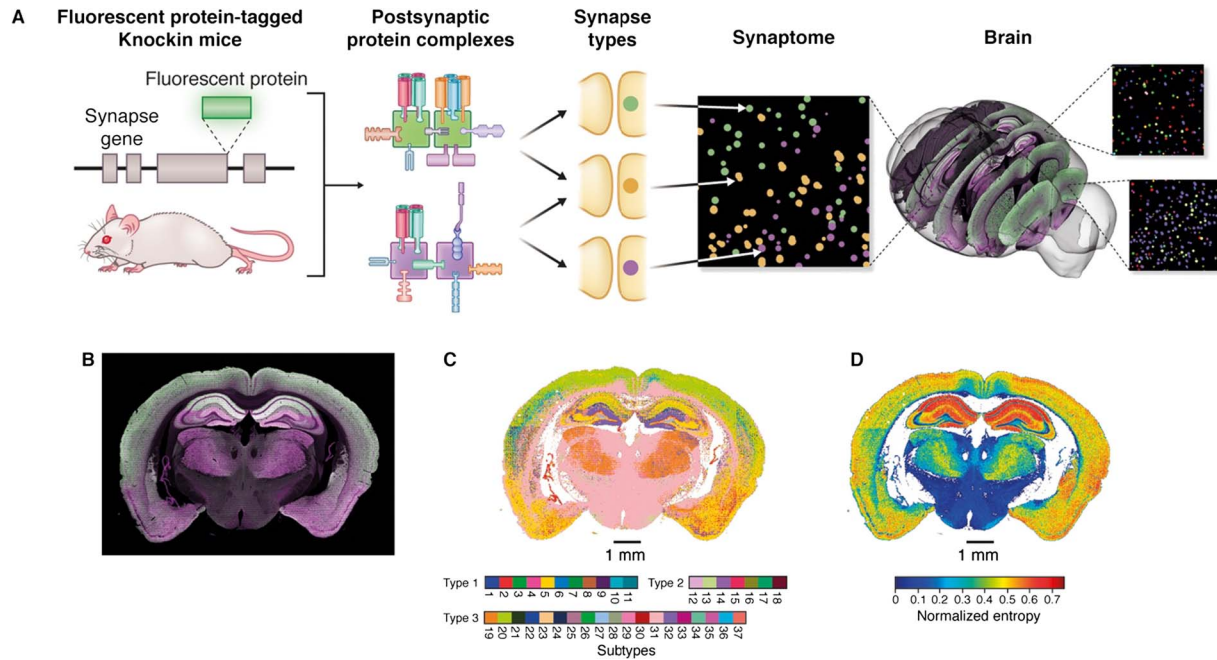 A
Fluorescent protein-tagged
Knockin mice
Postsynaptic
protein complexes
Synapse
types
Synaptome
Brain
Fluorescent protein
Synapse
gene
B
C
D
1 mm
1 mm
Type 1
1 2 3 4 5 6 7 8 9 10 11
Type 2
12 13 14 15 16 17 18
Type 3
19 20 21 22 23 24 25 26 27 28 29 30 31 32 33 34 35 36 37
Subtypes
0 0.1 0.2 0.3 0.4 0.5 0.6 0.7
Normalized entropy